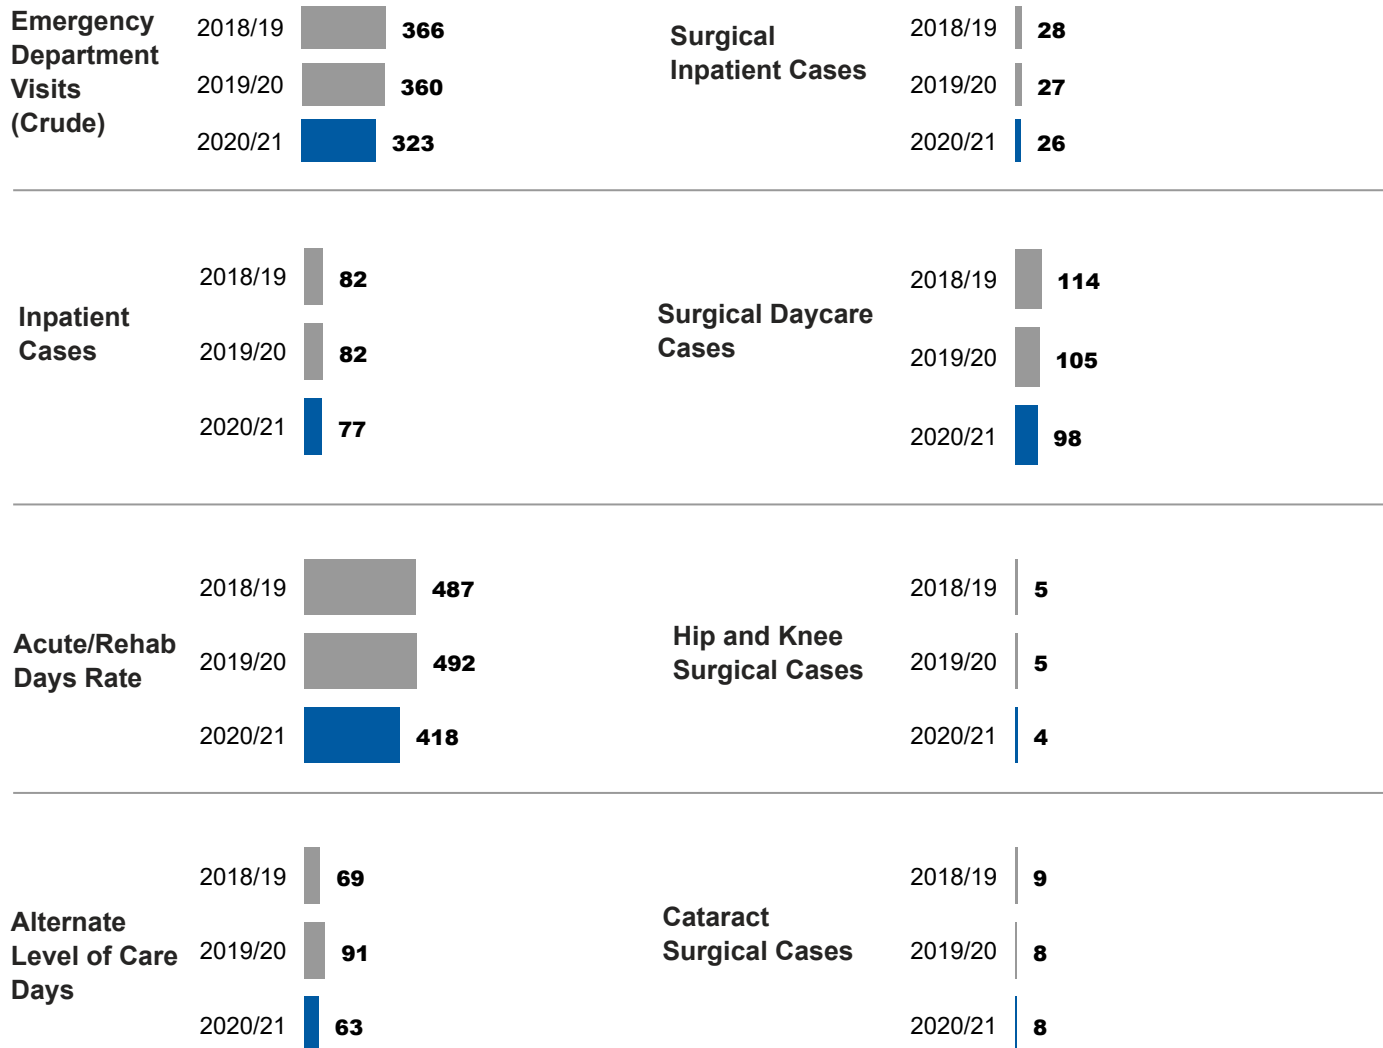 Emergency
Department
Visits
(Crude)
2018/19 366
2019/20 360
2020/21 323
Surgical
Inpatient Cases
2018/19 28
2019/20 27
2020/21 26
Inpatient
Cases
2018/19 82
2019/20 82
2020/21 77
Surgical Daycare
Cases
2018/19 114
2019/20 105
2020/21 98
Acute/Rehab
Days Rate
2018/19 487
2019/20 492
2020/21 418
Hip and Knee
Surgical Cases
2018/19 5
2019/20 5
2020/21 4
Alternate
Level of Care
Days
2018/19 69
2019/20 91
2020/21 63
Cataract
Surgical Cases
2018/19 9
2019/20 8
2020/21 8